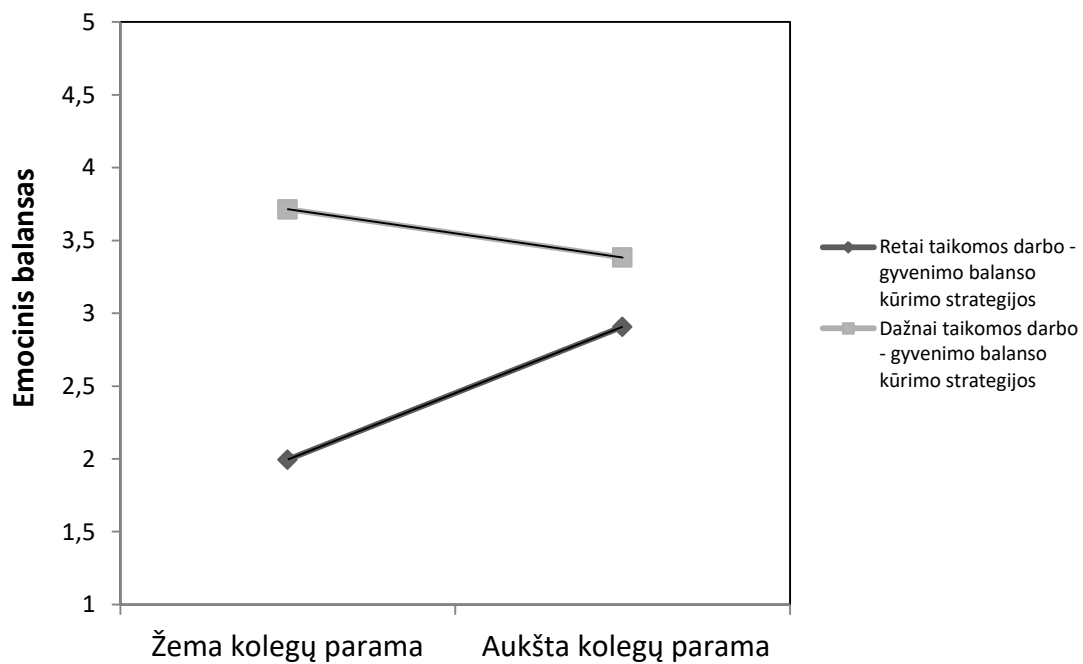 5
4,5
4
3,5
3
2,5
2
1,5
1
Emocinis balansas
Žema kolegų parama
Aukšta kolegų parama
Retai taikomos darbo -
gyvenimo balanso
kūrimo strategijos
Dažnai taikomos darbo
- gyvenimo balanso
kūrimo strategijos